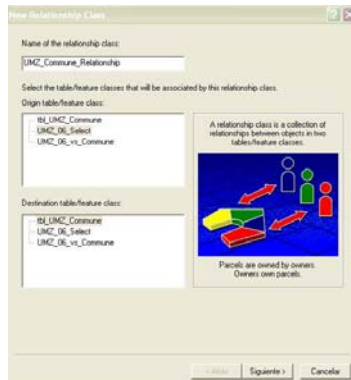 New Relationship Class
Name of the relationship class:
UMZ_Commune_Relationship
Select the table/feature classes that will be associated by this relationship class.
Origin table/feature class:
tbl_UMZ_Commune
UMZ_06_Select
UMZ_06_vs_Commune
Destination table/feature class:
tbl_UMZ_Commune
UMZ_06_Select
UMZ_06_vs_Commune
A relationship class is a collection of
relationships between objects in two
tables/feature classes.
Parcels are owned by owners.
Owners own parcels.
< Atrás
Siguiente >
Cancelar